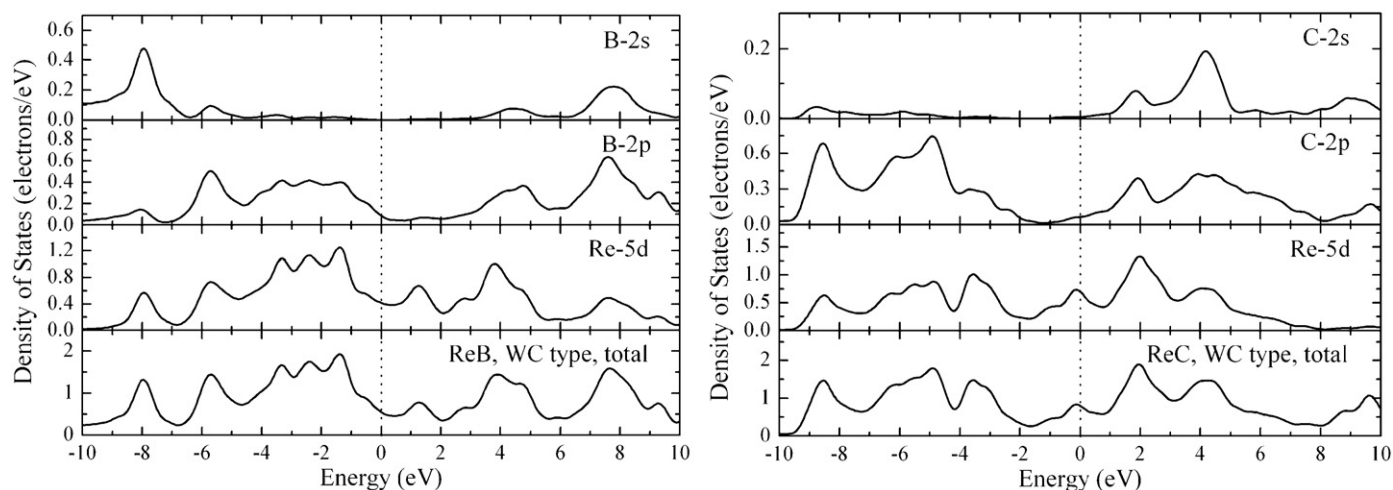 Density of States (electrons/eV)
B-2s
0.6
0.4
0.2
0.0
B-2p
0.8
0.6
0.4
0.2
0.0
Re-5d
1.2
0.8
0.4
0.0
ReB, WC type, total
2
1
0
-10 -8 -6 -4 -2 0 2 4 6 8 10
Energy (eV)
Density of States (electrons/eV)
C-2s
0.2
0.0
C-2p
0.6
0.3
0.0
Re-5d
1.5
1.0
0.5
0.0
ReC, WC type, total
2
1
0
-10 -8 -6 -4 -2 0 2 4 6 8 10
Energy (eV)